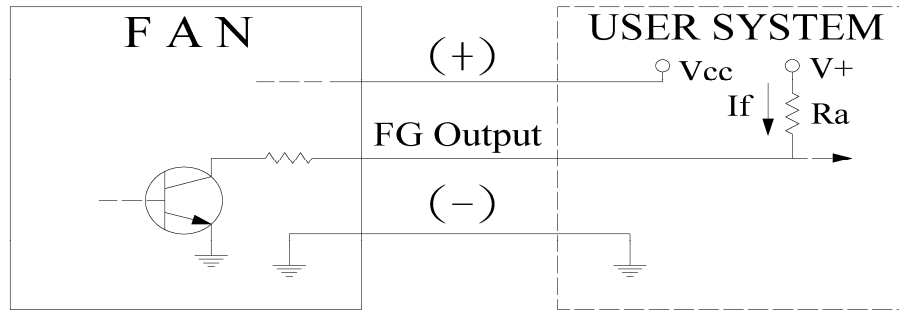 F A N
USER SYSTEM
(+)
Vcc
V+
If
Ra
FG Output
(−)